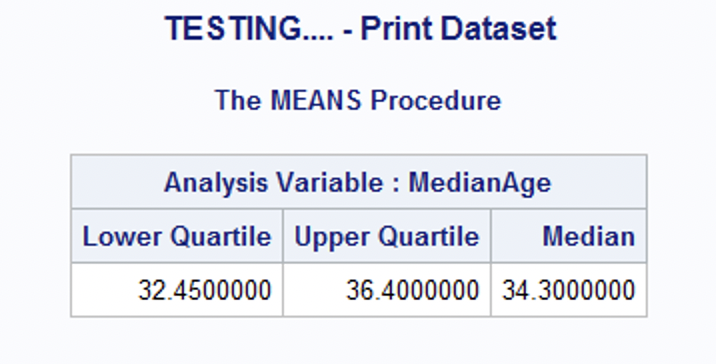 TESTING.... - Print Dataset
The MEANS Procedure
Analysis Variable : MedianAge
Lower Quartile Upper Quartile Median
32.4500000 36.4000000 34.3000000